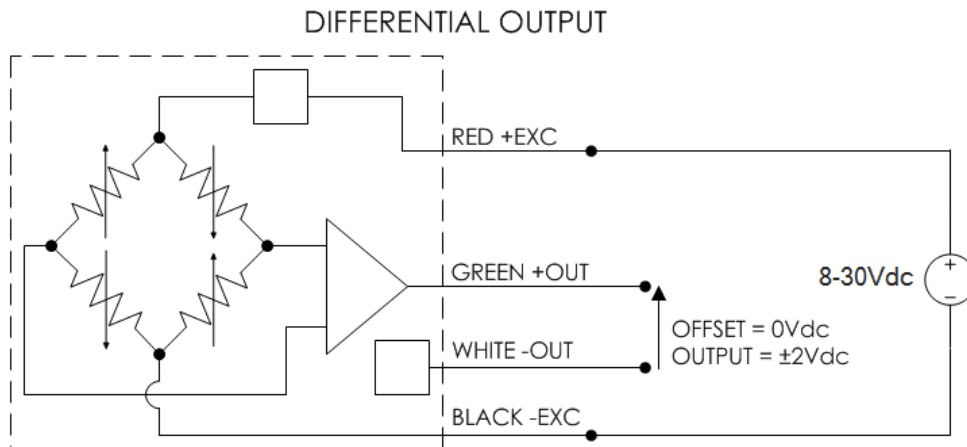 DIFFERENTIAL OUTPUT
RED +EXC
GREEN +OUT
8-30Vdc
+
−
OFFSET = 0Vdc
OUTPUT = ±2Vdc
WHITE -OUT
BLACK -EXC